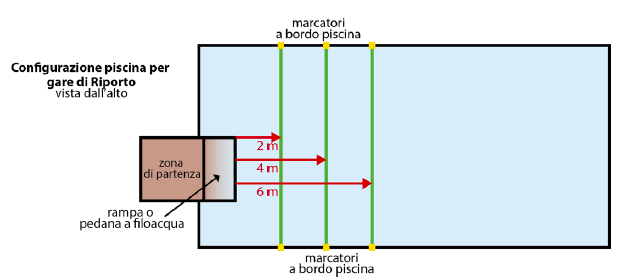 marcatori
a bordo piscina
Configurazione piscina per
gare di Riporto
vista dall'alto
2 m
zona
di partenza
4 m
6 m
rampa o
pedana a filoacqua
marcatori
a bordo piscina